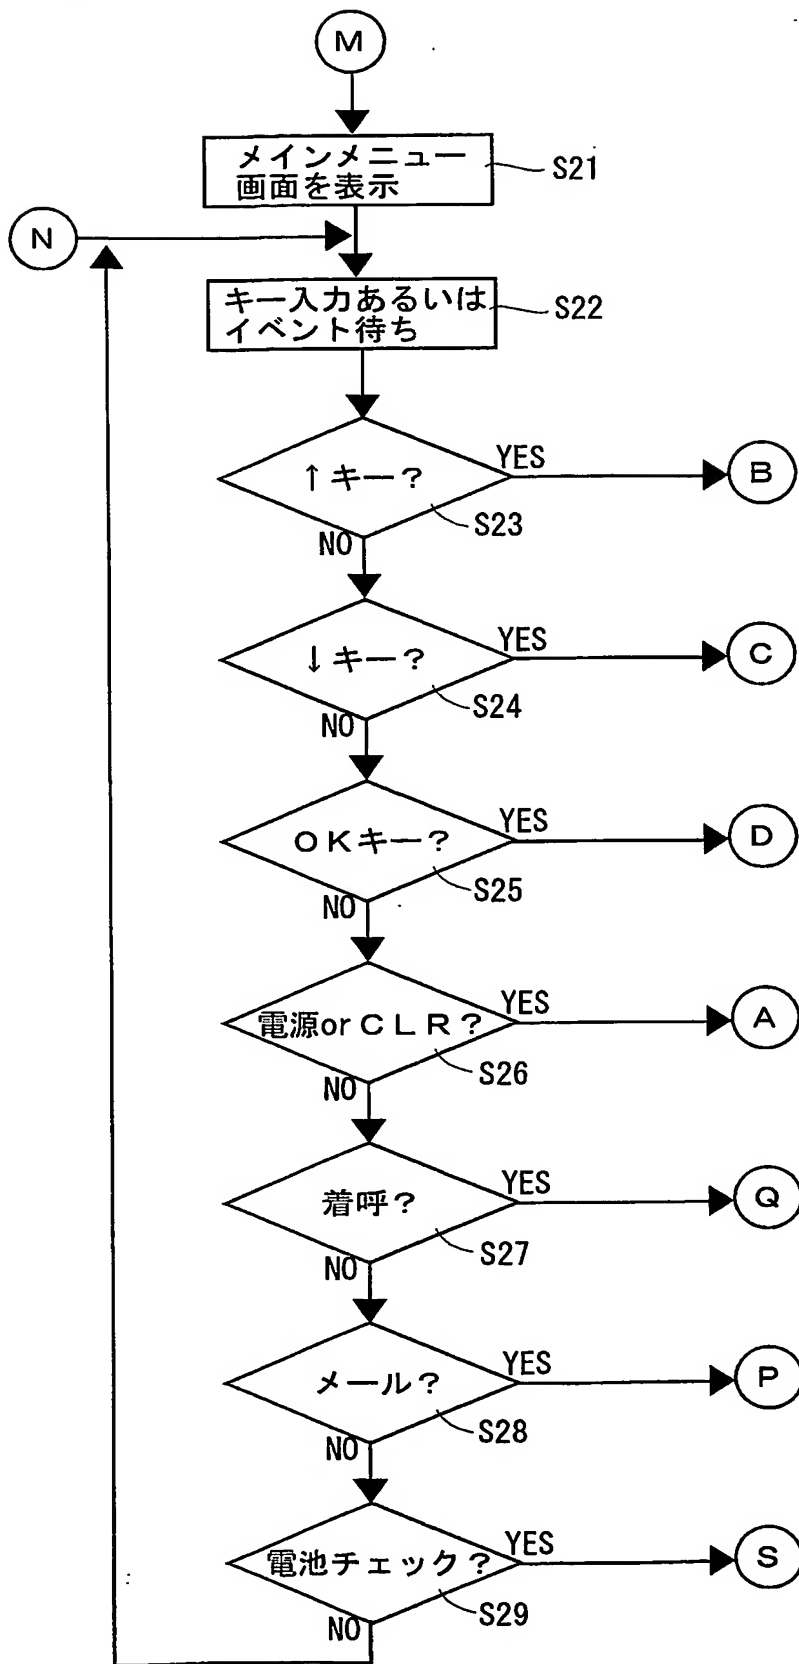 M
メインメニュー
画面を表示
S21
N
キー入力あるいは
イベント待ち
S22
↑キー?
YES
B
S23
NO
↓キー?
YES
C
S24
NO
OKキー?
YES
D
S25
NO
電源orCLR?
YES
A
S26
NO
着呼?
YES
Q
S27
NO
メール?
YES
P
S28
NO
電池チェック?
YES
S
S29
NO